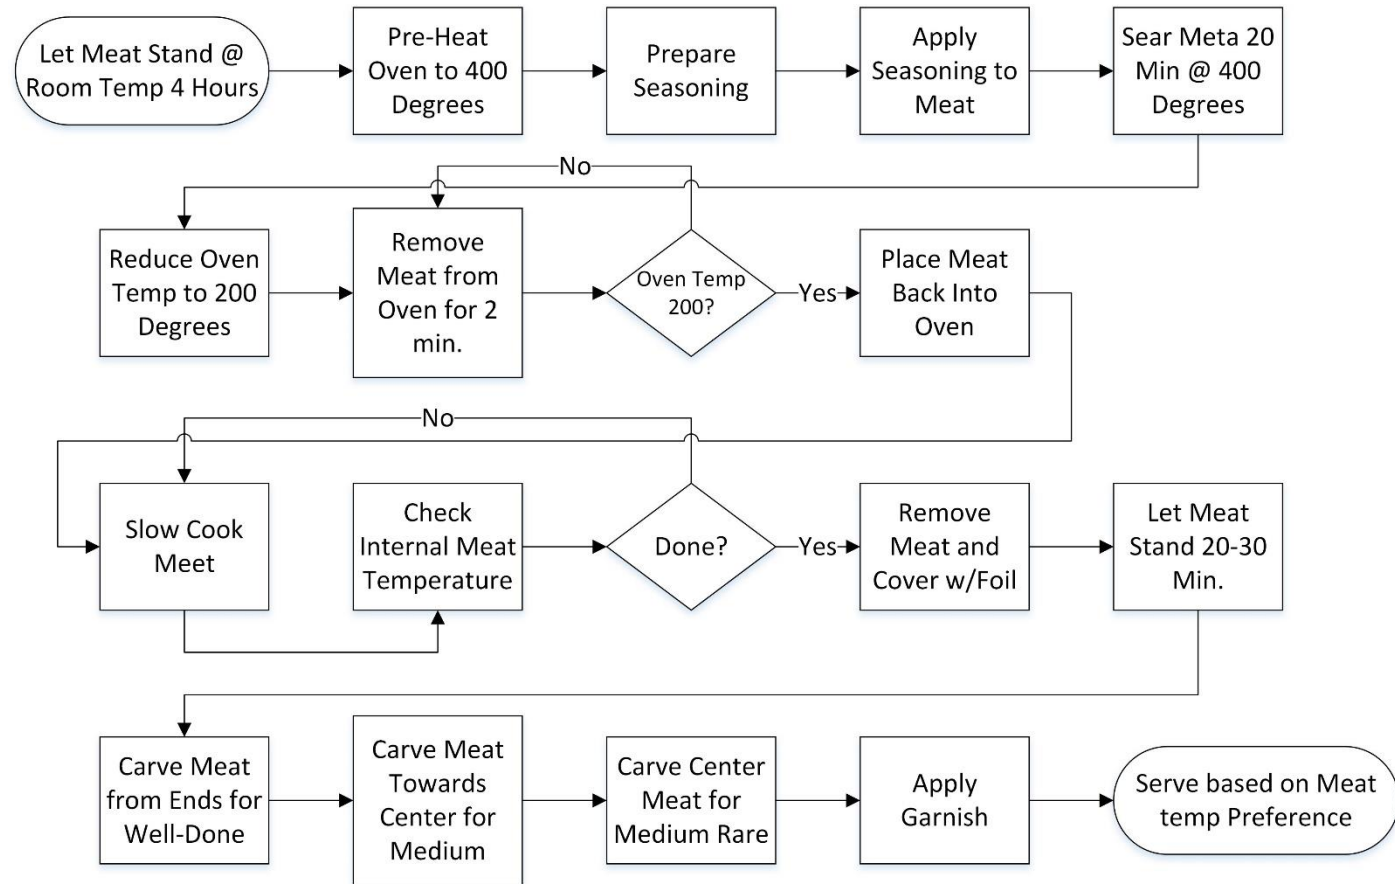 Let Meat Stand @
Room Temp 4 Hours
Pre-Heat
Oven to 400
Degrees
Prepare
Seasoning
Apply
Seasoning to
Meat
Sear Meta 20
Min @ 400
Degrees
No
Reduce Oven
Temp to 200
Degrees
Remove
Meat from
Oven for 2
min.
Oven Temp
200?
Yes
Place Meat
Back Into
Oven
No
Slow Cook
Meet
Check
Internal Meat
Temperature
Done?
Yes
Remove
Meat and
Cover w/Foil
Let Meat
Stand 20-30
Min.
Carve Meat
from Ends for
Well-Done
Carve Meat
Towards
Center for
Medium
Carve Center
Meat for
Medium Rare
Apply
Garnish
Serve based on Meat
temp Preference